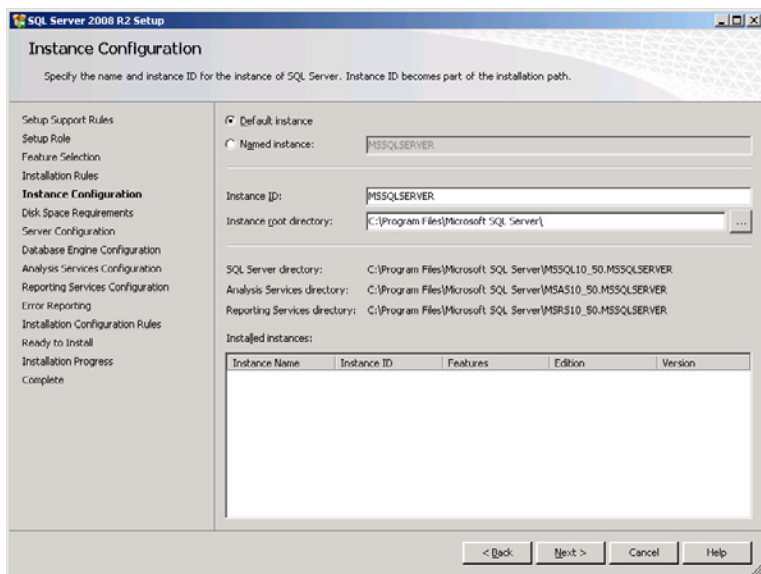 SQL Server 2008 R2 Setup
Instance Configuration
Specify the name and instance ID for the instance of SQL Server. Instance ID becomes part of the installation path.
Setup Support Rules
Setup Role
Feature Selection
Installation Rules
Instance Configuration
Disk Space Requirements
Server Configuration
Database Engine Configuration
Analysis Services Configuration
Reporting Services Configuration
Error Reporting
Installation Configuration Rules
Ready to Install
Installation Progress
Complete
Default instance
Named instance: MSSQLSERVER
Instance ID: MSSQLSERVER
Instance root directory: C:\Program Files\Microsoft SQL Server\ ...
SQL Server directory: C:\Program Files\Microsoft SQL Server\MSSQL10_50.MSSQLSERVER
Analysis Services directory: C:\Program Files\Microsoft SQL Server\MSAS10_50.MSSQLSERVER
Reporting Services directory: C:\Program Files\Microsoft SQL Server\MSRS10_50.MSSQLSERVER
Installed instances:
Instance Name Instance ID Features Edition Version
< Back Next > Cancel Help